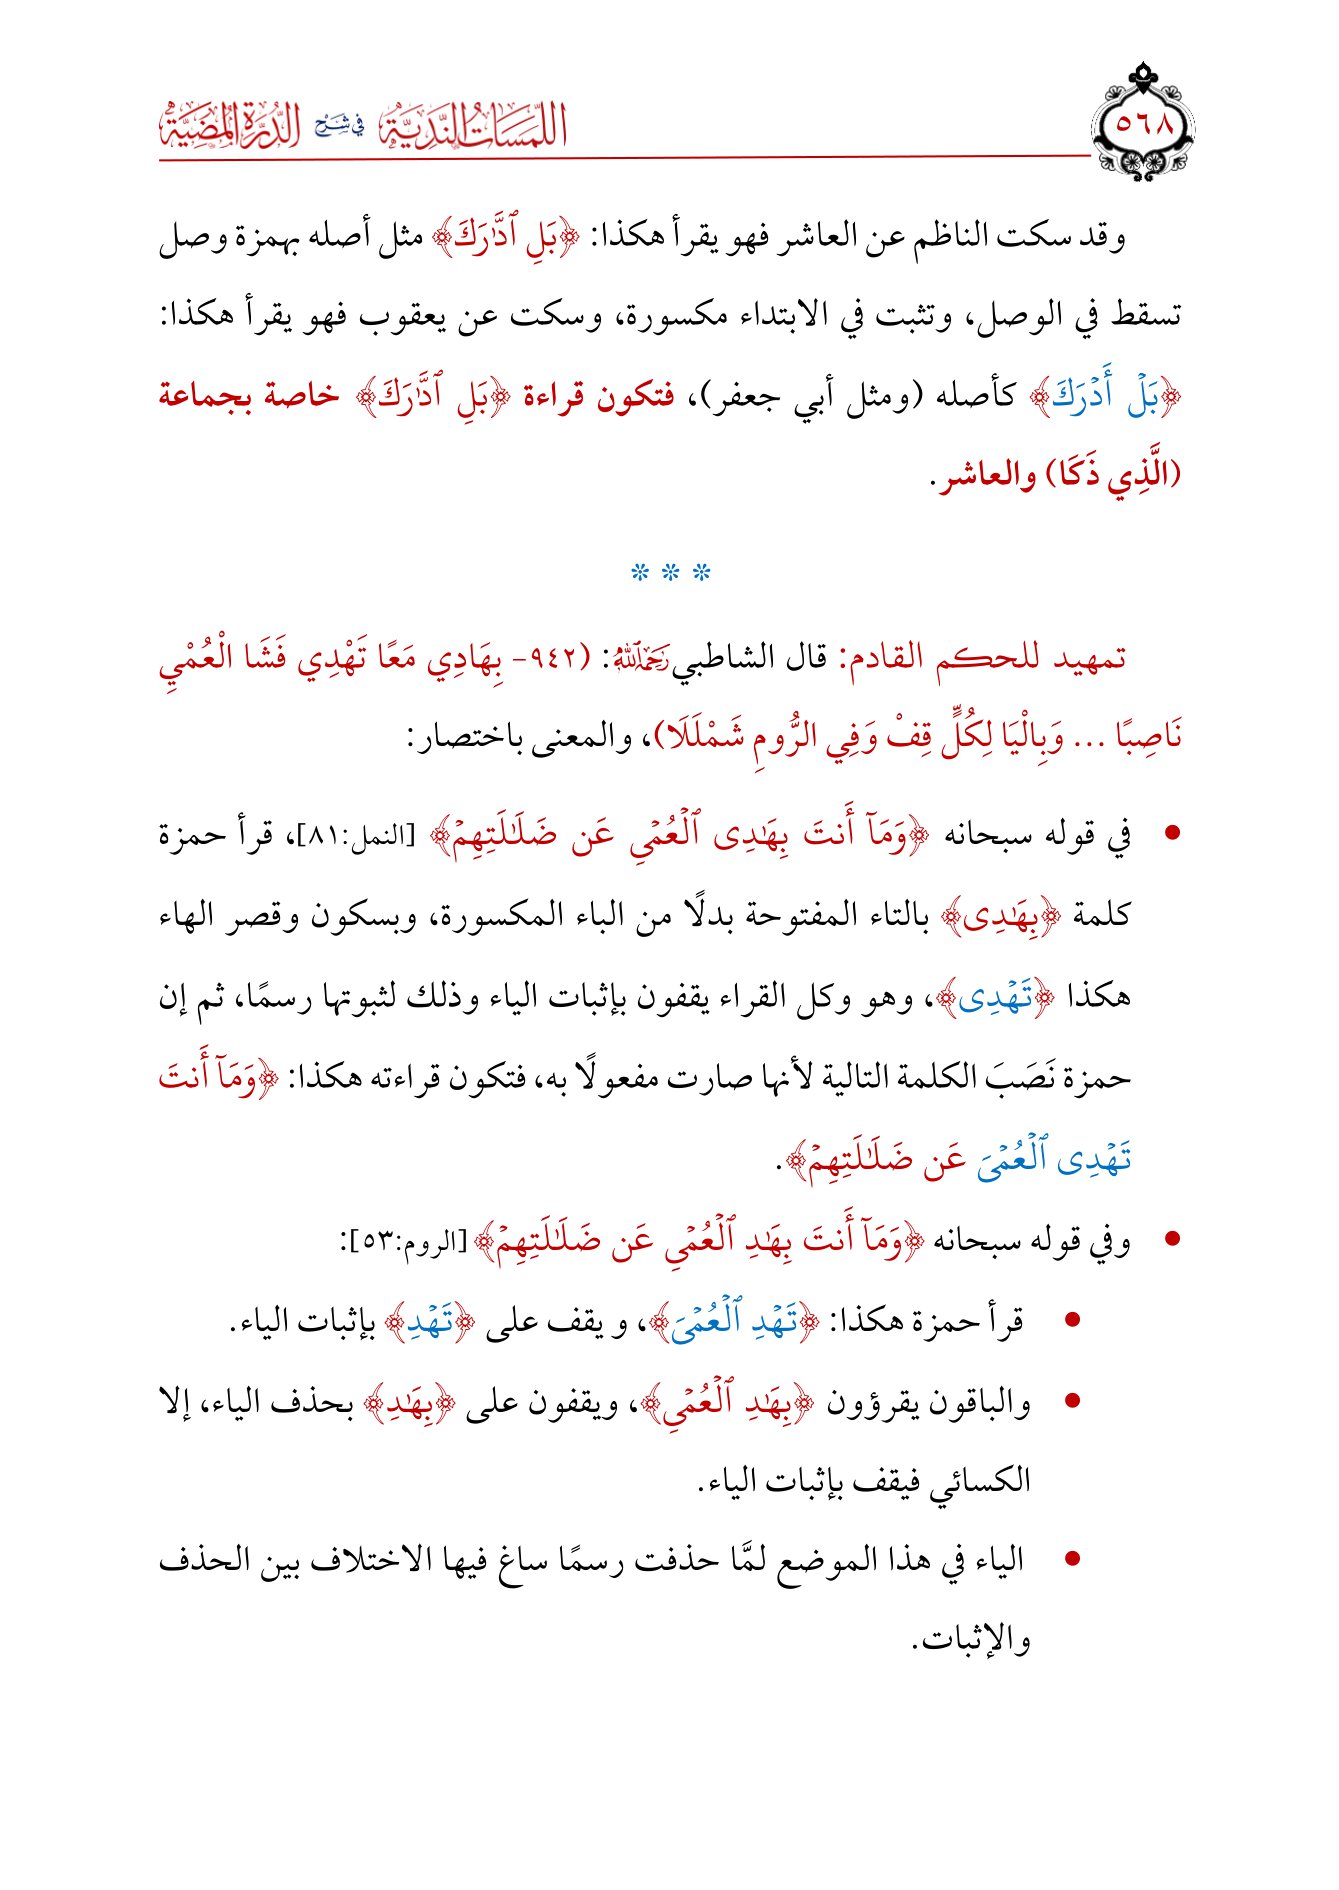 ٥٦٨
اللَّمَسَاتُ النَّدِيَّة في شَرْحِ الدُّرَّةِ المُضِيَّة
وقد سكت الناظم عن العاشر فهو يقرأ هكذا: ﴿بَلِ ٱدَّٰرَكَ﴾ مثل أصله بهمزة وصل
تسقط في الوصل، وتثبت في الابتداء مكسورة، وسكت عن يعقوب فهو يقرأ هكذا:
﴿بَلۡ أَدۡرَكَ﴾ كأصله (ومثل أبي جعفر)، فتكون قراءة ﴿بَلِ ٱدَّٰرَكَ﴾ خاصة بجماعة
(الَّذِي ذَكَا) والعاشر.
* * *
تمهيد للحكم القادم: قال الشاطبي رَحِمَهُ ٱللَّهُ: (٩٤٢- بِهَادِي مَعًا تَهْدِي فَشَا الْعُمْيِ
نَاصِبًا ... وَبِالْيَا لِكُلٍّ قِفْ وَفِي الرُّومِ شَمْلَلَا)، والمعنى باختصار:
• في قوله سبحانه ﴿وَمَآ أَنتَ بِهَٰدِى ٱلۡعُمۡيِ عَن ضَلَٰلَتِهِمۡ﴾ [النمل:٨١]، قرأ حمزة
كلمة ﴿بِهَٰدِى﴾ بالتاء المفتوحة بدلًا من الباء المكسورة، وبسكون وقصر الهاء
هكذا ﴿تَهۡدِى﴾، وهو وكل القراء يقفون بإثبات الياء وذلك لثبوتها رسمًا، ثم إن
حمزة نَصَبَ الكلمة التالية لأنها صارت مفعولًا به، فتكون قراءته هكذا: ﴿وَمَآ أَنتَ
تَهۡدِى ٱلۡعُمۡيَ عَن ضَلَٰلَتِهِمۡ﴾.
• وفي قوله سبحانه ﴿وَمَآ أَنتَ بِهَٰدِ ٱلۡعُمۡيِ عَن ضَلَٰلَتِهِمۡ﴾ [الروم:٥٣]:
• قرأ حمزة هكذا: ﴿تَهۡدِ ٱلۡعُمۡيَ﴾، و يقف على ﴿تَهۡدِ﴾ بإثبات الياء.
• والباقون يقرؤون ﴿بِهَٰدِ ٱلۡعُمۡيِ﴾، ويقفون على ﴿بِهَٰدِ﴾ بحذف الياء، إلا
الكسائي فيقف بإثبات الياء.
• الياء في هذا الموضع لمَّا حذفت رسمًا ساغ فيها الاختلاف بين الحذف
والإثبات.